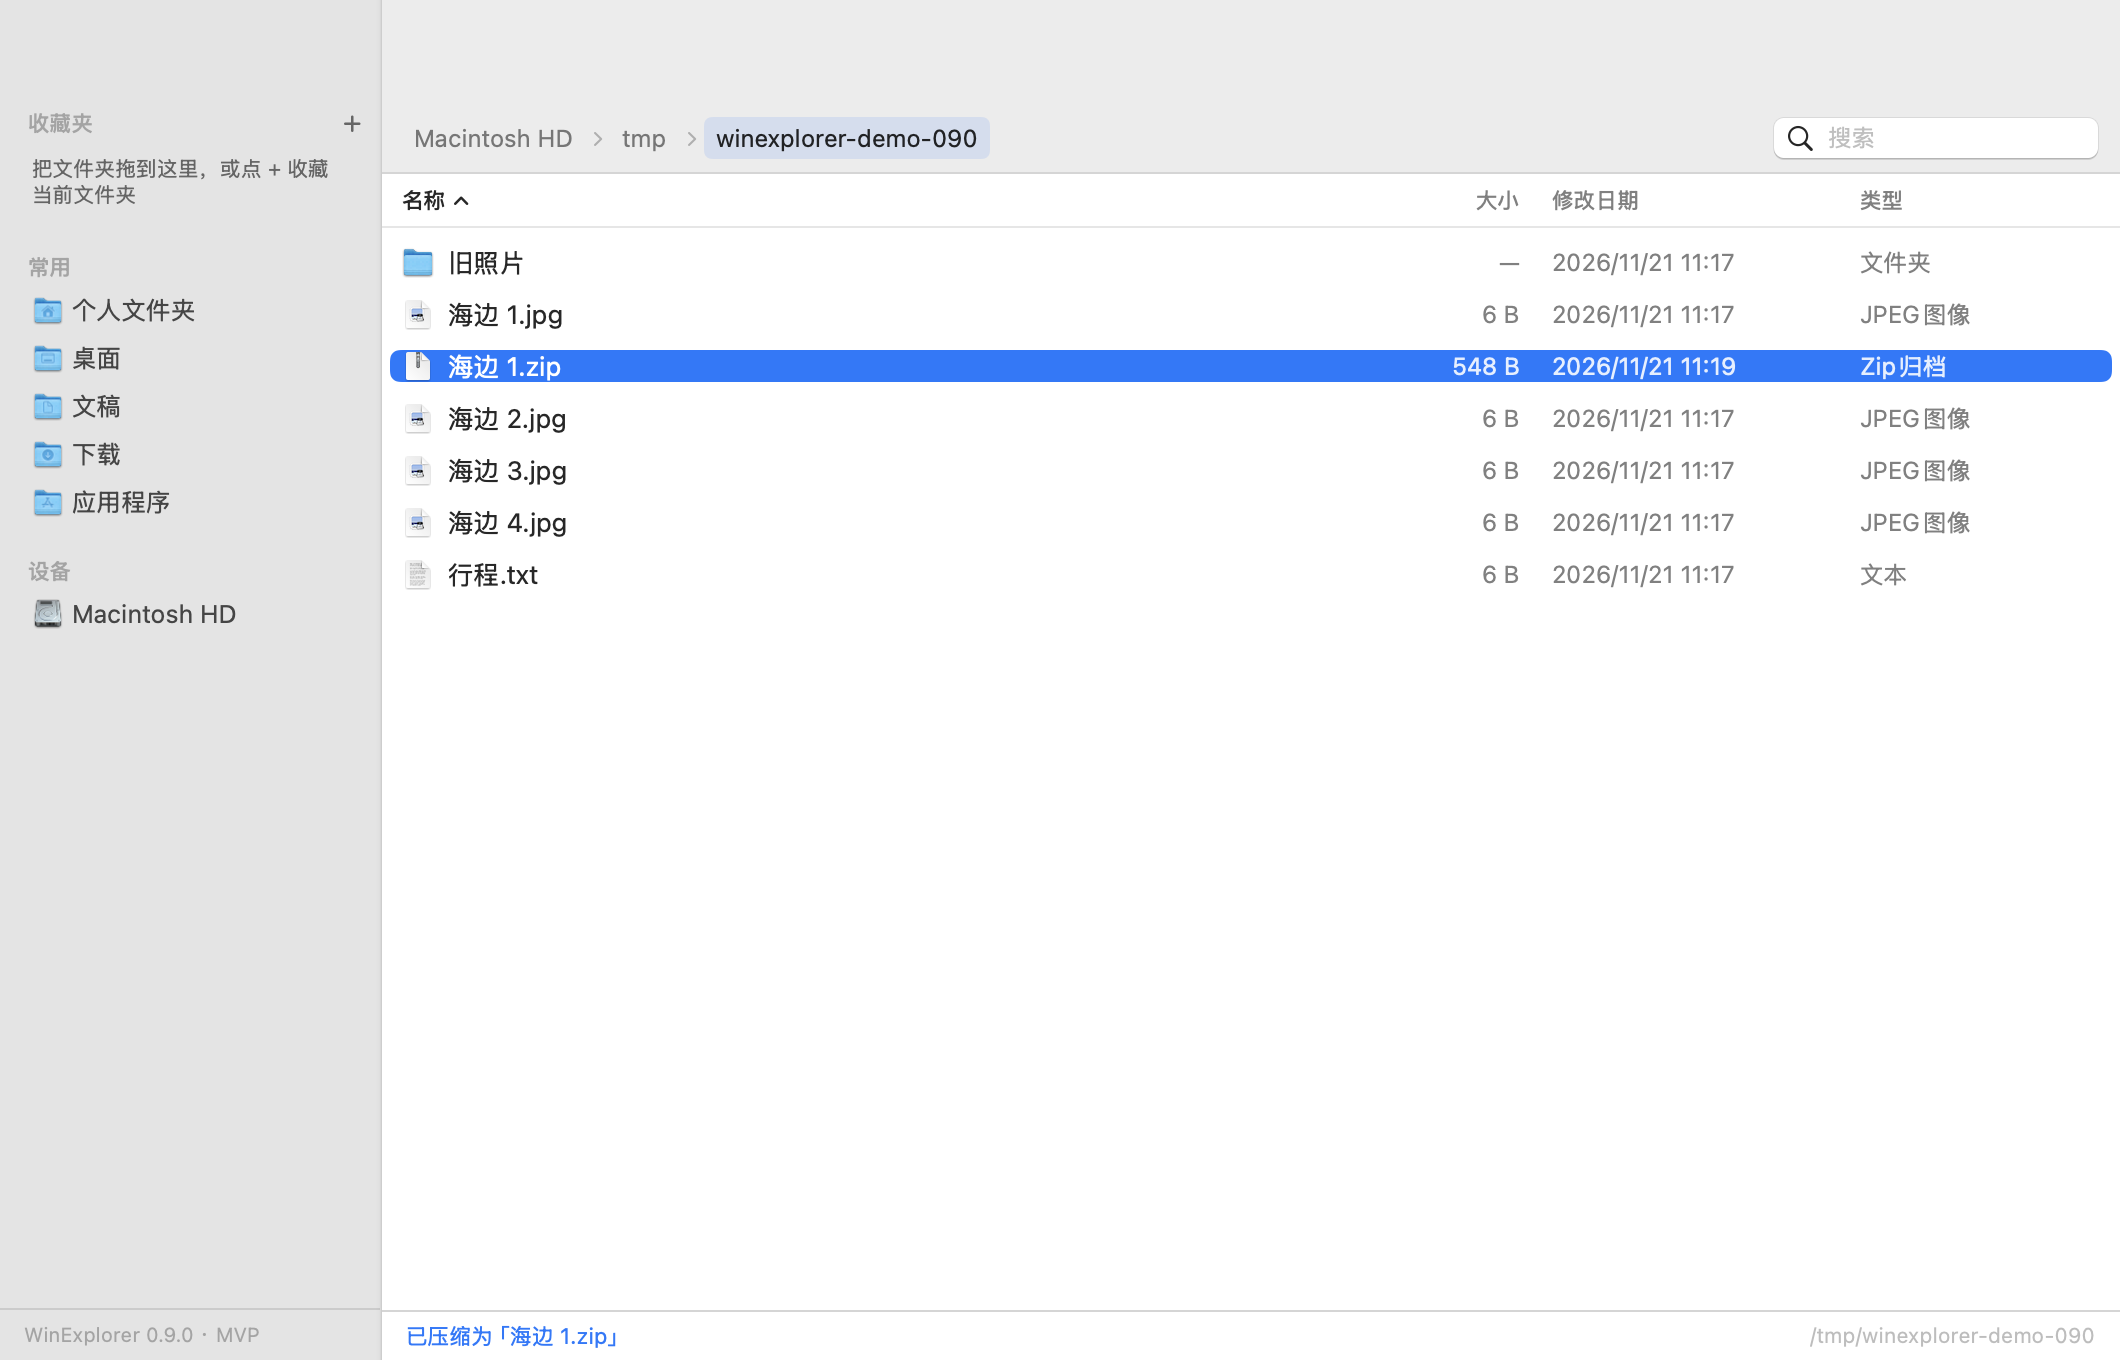 收藏夹 +
把文件夹拖到这里，或点 + 收藏
当前文件夹
常用
个人文件夹
桌面
文稿
下载
应用程序
设备
Macintosh HD
WinExplorer 0.9.0 · MVP
Macintosh HD > tmp > winexplorer-demo-090
搜索
名称 大小 修改日期 类型
旧照片 — 2026/11/21 11:17 文件夹
海边 1.jpg 6 B 2026/11/21 11:17 JPEG图像
海边 1.zip 548 B 2026/11/21 11:19 Zip归档
海边 2.jpg 6 B 2026/11/21 11:17 JPEG图像
海边 3.jpg 6 B 2026/11/21 11:17 JPEG图像
海边 4.jpg 6 B 2026/11/21 11:17 JPEG图像
行程.txt 6 B 2026/11/21 11:17 文本
已压缩为「海边 1.zip」
/tmp/winexplorer-demo-090